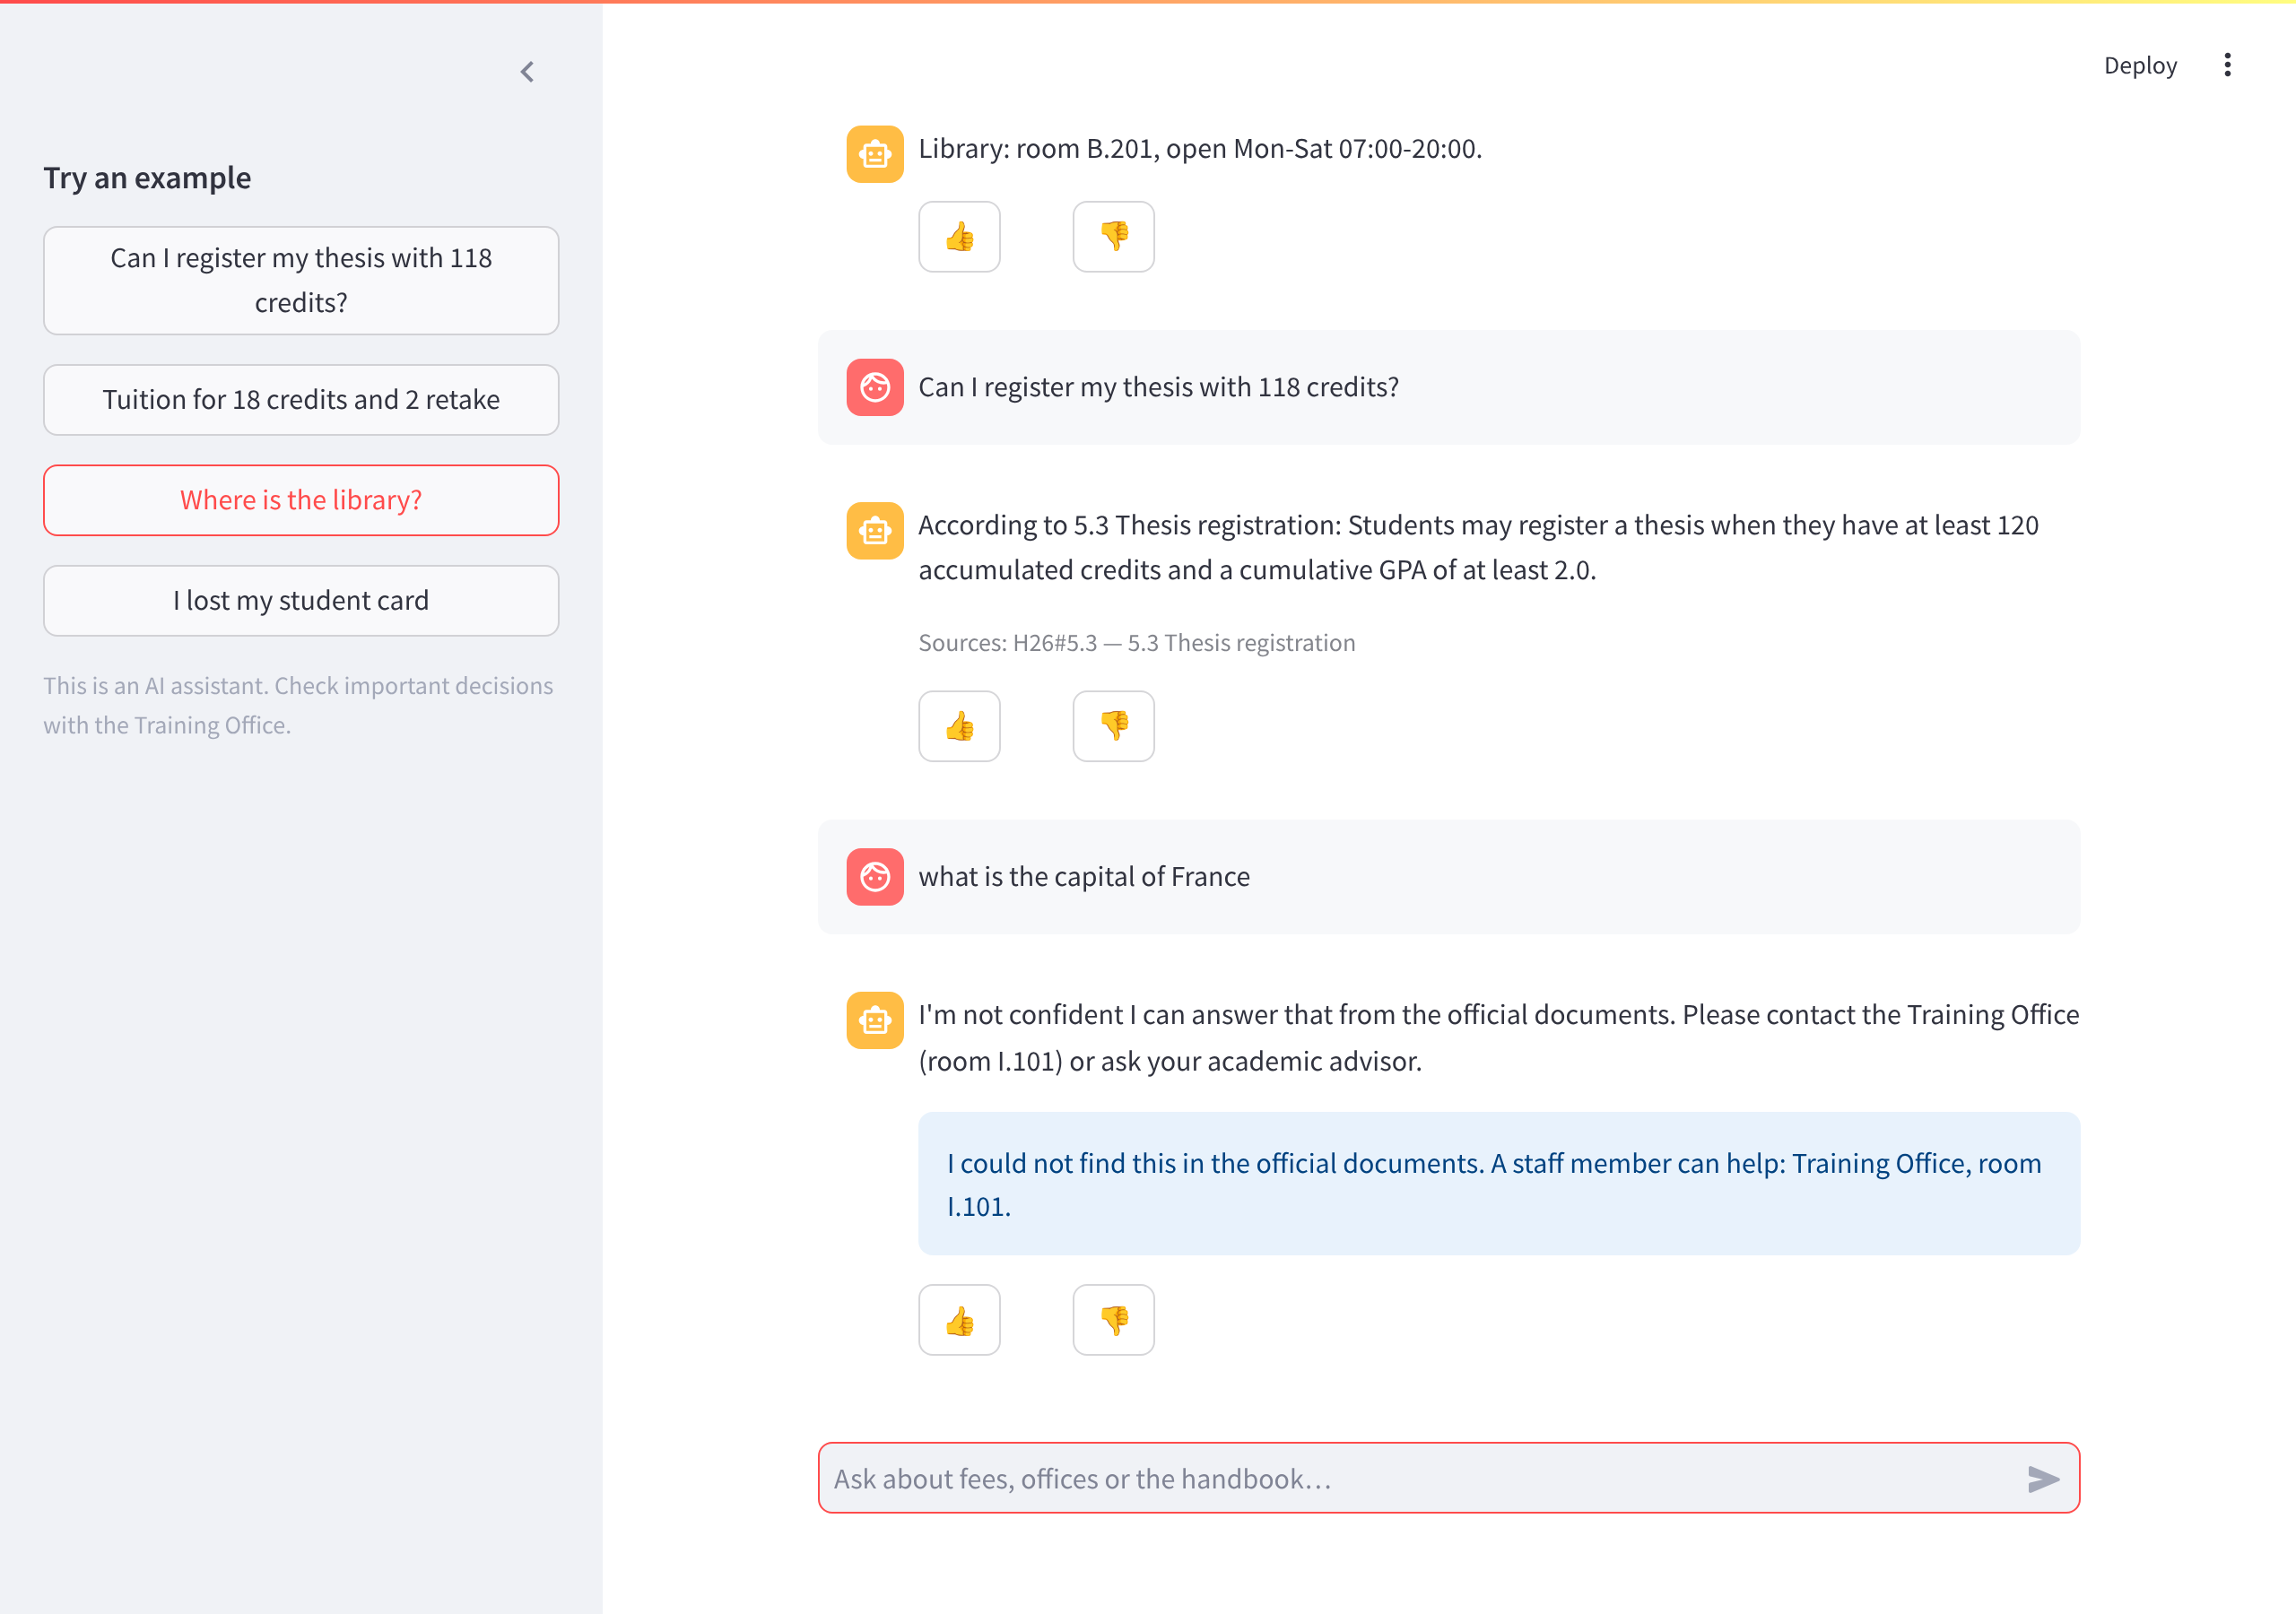 Deploy
Try an example
Can I register my thesis with 118
credits?
Tuition for 18 credits and 2 retake
Where is the library?
I lost my student card
This is an AI assistant. Check important decisions
with the Training Office.
Library: room B.201, open Mon-Sat 07:00-20:00.
👍 👎
Can I register my thesis with 118 credits?
According to 5.3 Thesis registration: Students may register a thesis when they have at least 120
accumulated credits and a cumulative GPA of at least 2.0.
Sources: H26#5.3 — 5.3 Thesis registration
👍 👎
what is the capital of France
I'm not confident I can answer that from the official documents. Please contact the Training Office
(room I.101) or ask your academic advisor.
I could not find this in the official documents. A staff member can help: Training Office, room
I.101.
👍 👎
Ask about fees, offices or the handbook…